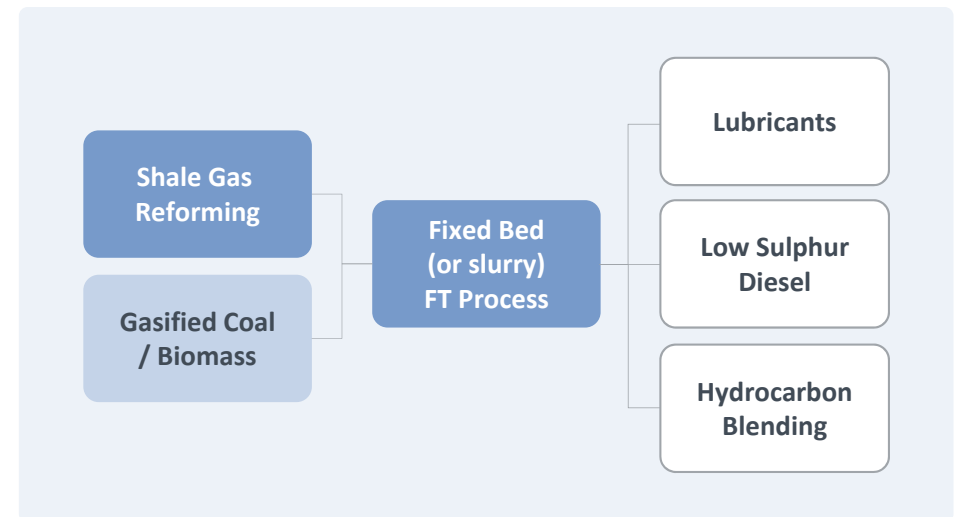 Shale Gas
Reforming
Gasified Coal
/ Biomass
Fixed Bed
(or slurry)
FT Process
Lubricants
Low Sulphur
Diesel
Hydrocarbon
Blending